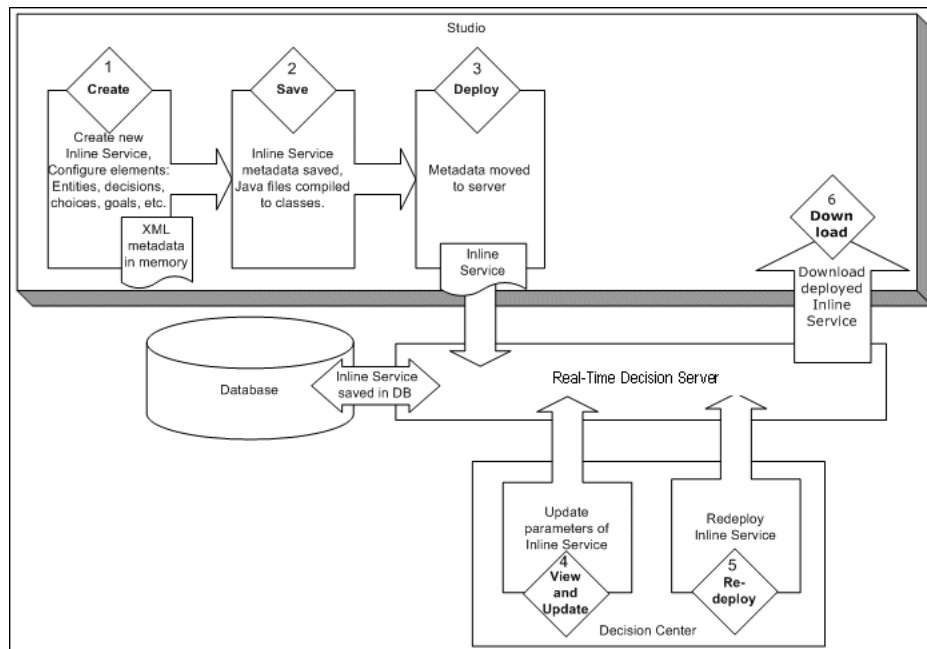 Studio
1
Create
Create new
Inline Service,
Configure elements:
Entities, decisions,
choices, goals, etc.
XML
metadata
in memory
2
Save
Inline Service
metadata saved,
Java files compiled
to classes.
3
Deploy
Metadata moved
to server
Inline
Service
6
Down
load
Download
deployed
Inline
Service
Database
Inline Service
saved in DB
Real-Time Decision Server
Update
parameters of
Inline Service
4
View
and
Update
Redeploy
Inline Service
5
Re-
deploy
Decision Center